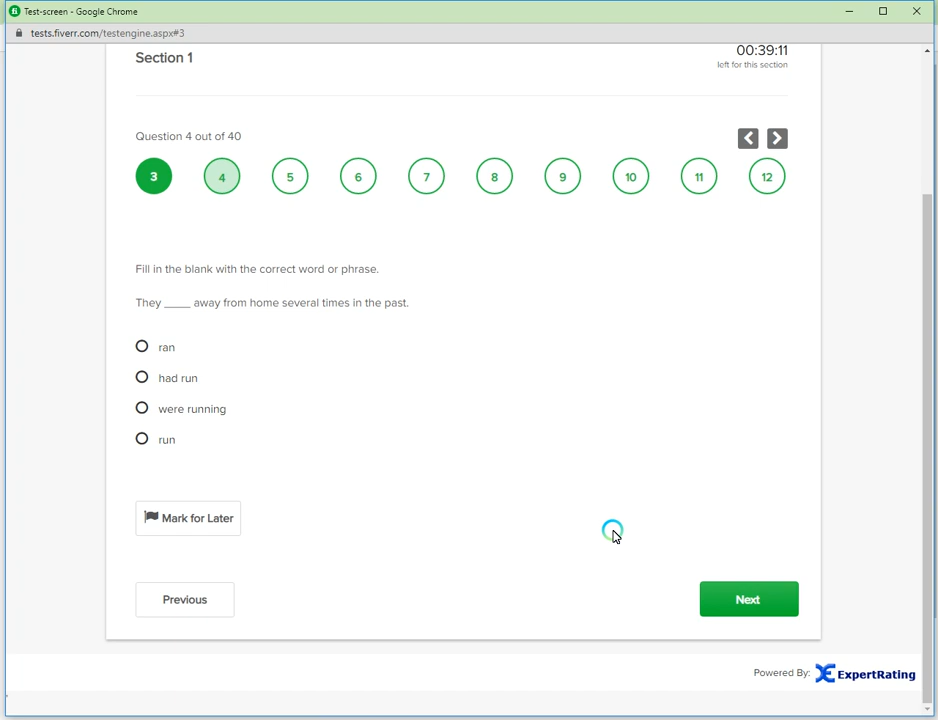 Test-screen - Google Chrome
tests.fiverr.com/testengine.aspx#3
Section 1
00:39:11
left for this section
Question 4 out of 40
3 4 5 6 7 8 9 10 11 12
Fill in the blank with the correct word or phrase.
They ____ away from home several times in the past.
ran
had run
were running
run
Mark for Later
Previous
Next
Powered By: ExpertRating